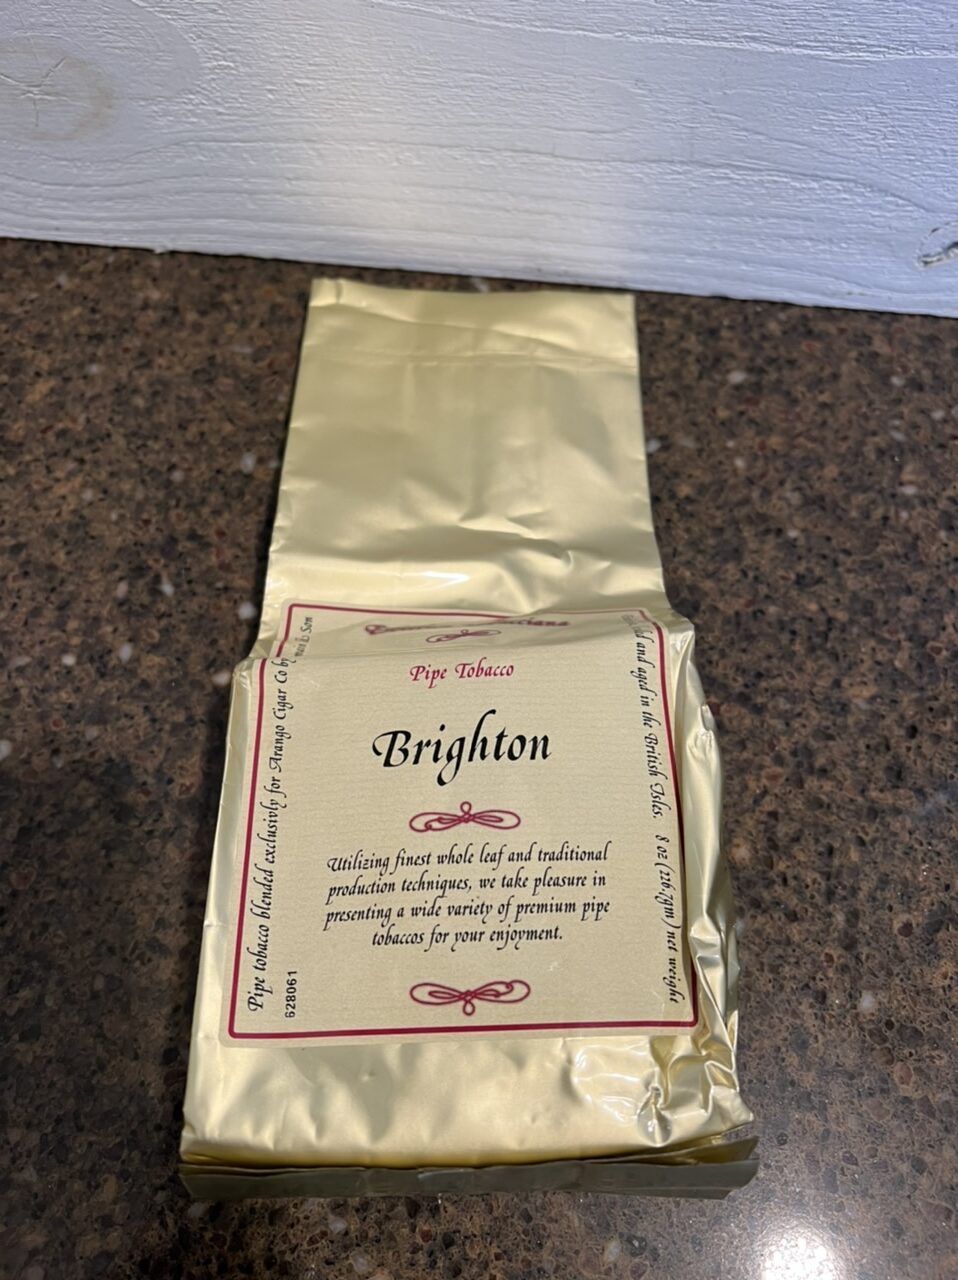 Pipe Tobacco
Brighton
Utilizing finest whole leaf and traditional
production techniques, we take pleasure in
presenting a wide variety of premium pipe
tobaccos for your enjoyment.
Pipe tobacco blended exclusivly for Arango Cigar Co by
& Son
628061
and aged in the British Isles. 8 oz (226.7gm) net weight